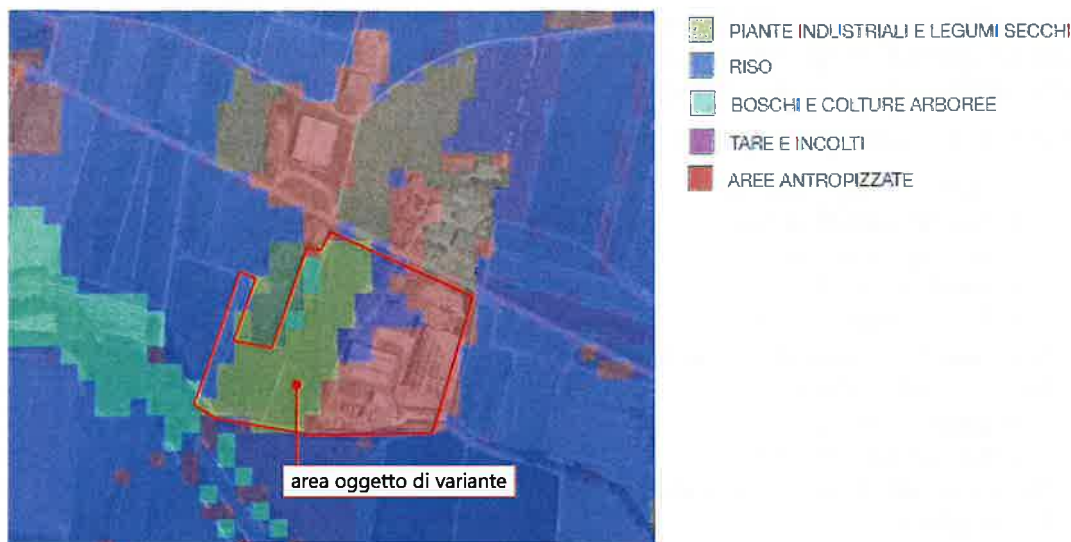 PIANTE INDUSTRIALI E LEGUMI SECCHI
RISO
BOSCHI E COLTURE ARBOREE
TARE E INCOLTI
AREE ANTROPIZZATE
area oggetto di variante